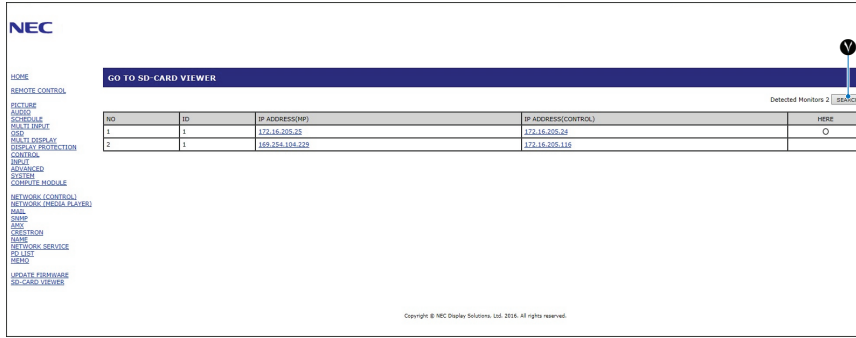 NEC
HOME
REMOTE CONTROL
PICTURE
AUDIO
SCHEDULE
MULTI INPUT
OSD
MULTI DISPLAY
DISPLAY PROTECTION
CONTROL
INPUT
ADVANCED
SYSTEM
COMPUTE MODULE
NETWORK (CONTROL)
NETWORK (MEDIA PLAYER)
MAIL
SNMP
AMX
CRESTRON
NAME
NETWORK SERVICE
PD LIST
MEMO
UPDATE FIRMWARE
SD-CARD VIEWER
GO TO SD-CARD VIEWER
Detected Monitors 2 SEARCH
NO ID IP ADDRESS(MP) IP ADDRESS(CONTROL) HERE
1 1 172.16.205.25 172.16.205.24 O
2 1 169.254.104.229 172.16.205.116
Copyright © NEC Display Solutions, Ltd. 2016. All rights reserved.